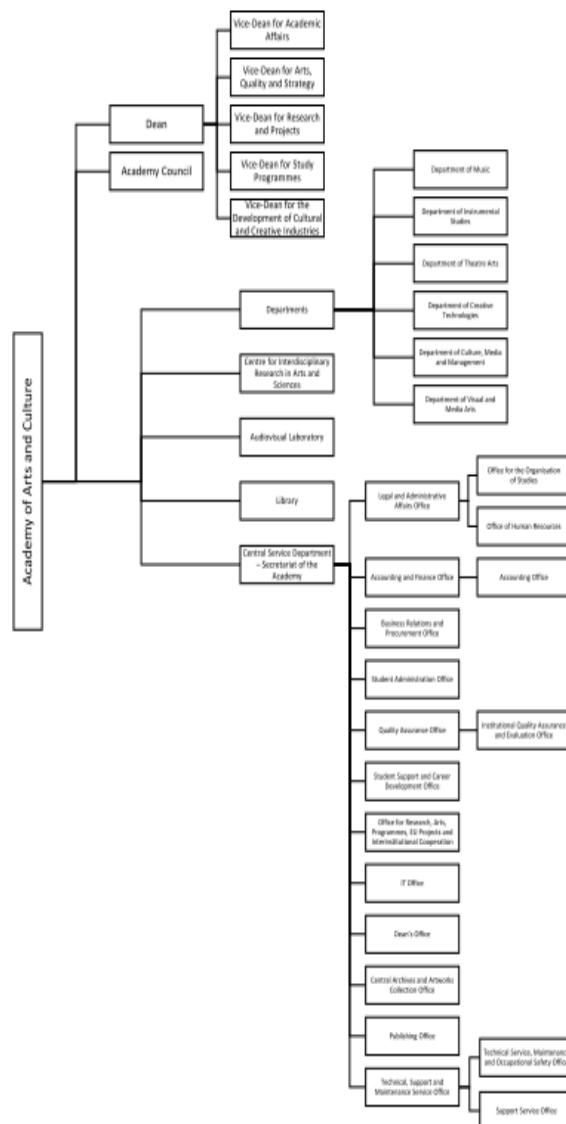 Academy of Arts and Culture
Dean
Academy Council
Vice-Dean for Academic
Affairs
Vice-Dean for Arts,
Quality and Strategy
Vice-Dean for Research
and Projects
Vice-Dean for Study
Programmes
Vice-Dean for the
Development of Cultural
and Creative Industries
Departments
Centre for Interdisciplinary
Research in Arts and
Sciences
Audiovisual Laboratory
Library
Central Service Department
– Secretariat of the
Academy
Department of Music
Department of Instrumental
Studies
Department of Theatre Arts
Department of Creative
Technologies
Department of Culture, Media
and Management
Department of Visual and
Media Arts
Legal and Administrative
Affairs Office
Office for the Organisation
of Studies
Office of Human Resources
Accounting and Finance Office
Accounting Office
Business Relations and
Procurement Office
Student Administration Office
Quality Assurance Office
Institutional Quality Assurance
and Evaluation Office
Student Support and Career
Development Office
Office for Research, Arts,
Programmes, EU Projects and
Interinstitutional Cooperation
IT Office
Dean's Office
Central Archives and Artworks
Collection Office
Publishing Office
Technical, Support and
Maintenance Service Office
Technical Service, Maintenance
and Occupational Safety Office
Support Service Office